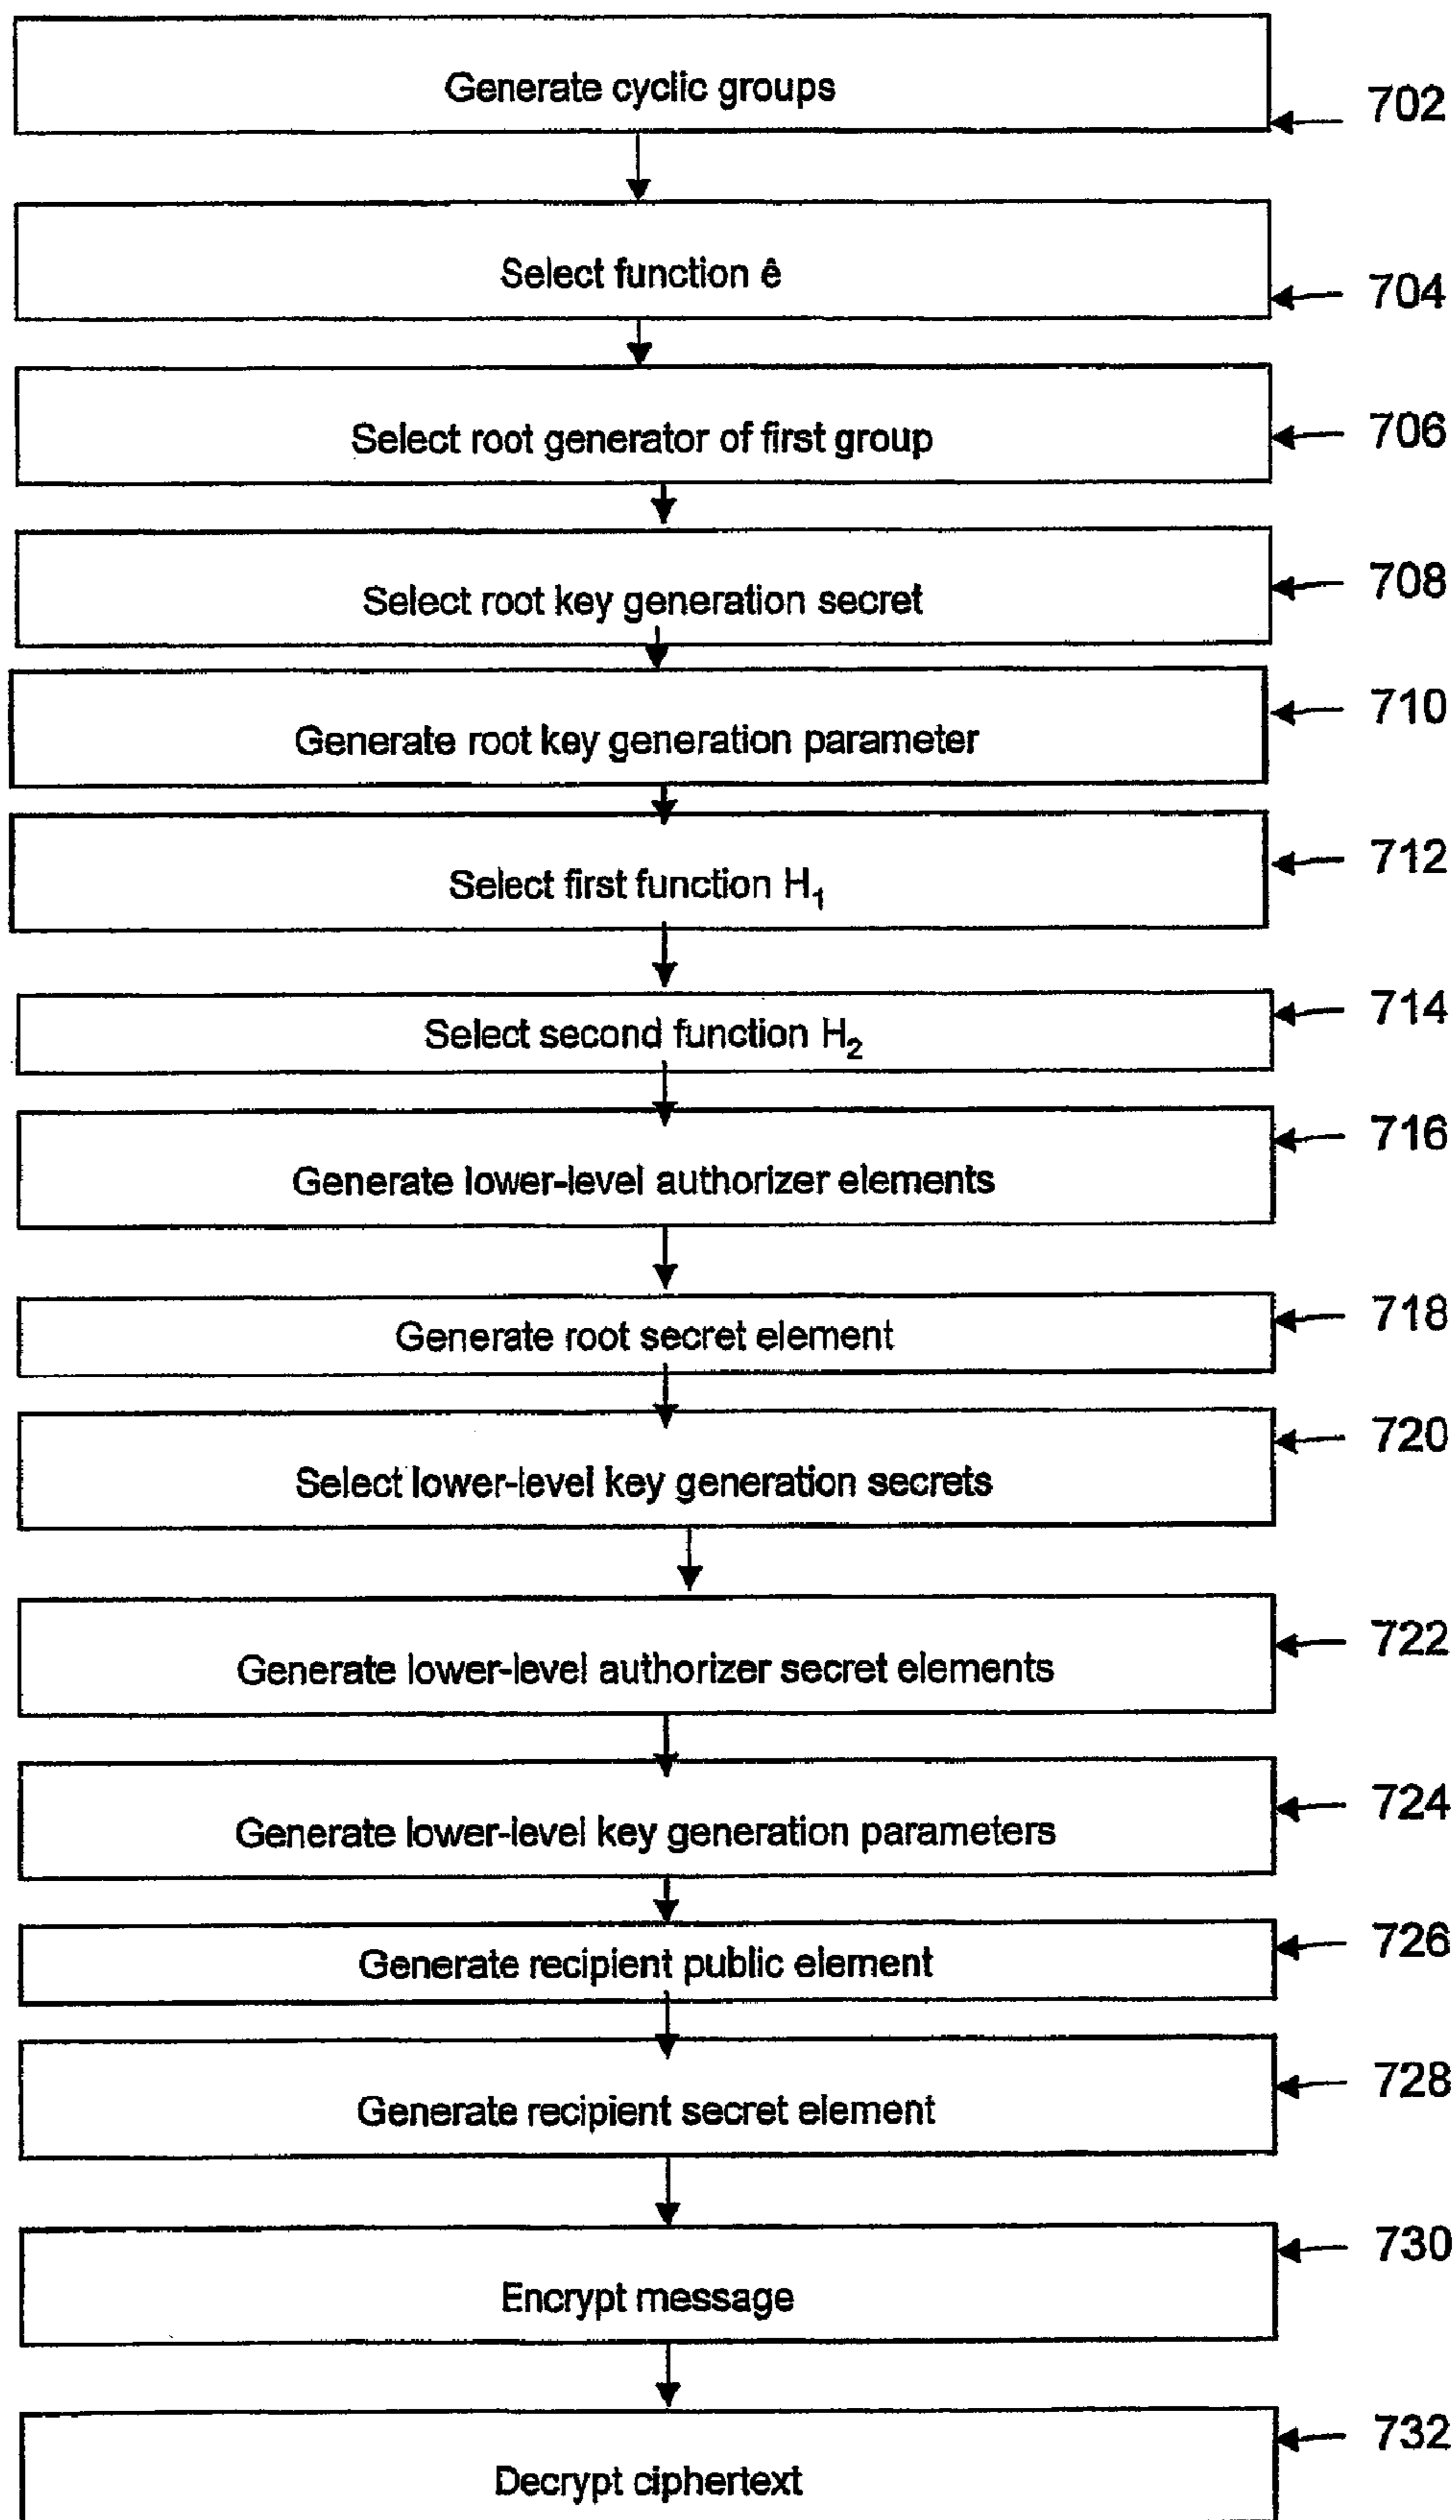 Generate cyclic groups
702
Select function ê
704
Select root generator of first group
706
Select root key generation secret
708
Generate root key generation parameter
710
Select first function H₁
712
Select second function H₂
714
Generate lower-level authorizer elements
716
Generate root secret element
718
Select lower-level key generation secrets
720
Generate lower-level authorizer secret elements
722
Generate lower-level key generation parameters
724
Generate recipient public element
726
Generate recipient secret element
728
Encrypt message
730
Decrypt ciphertext
732